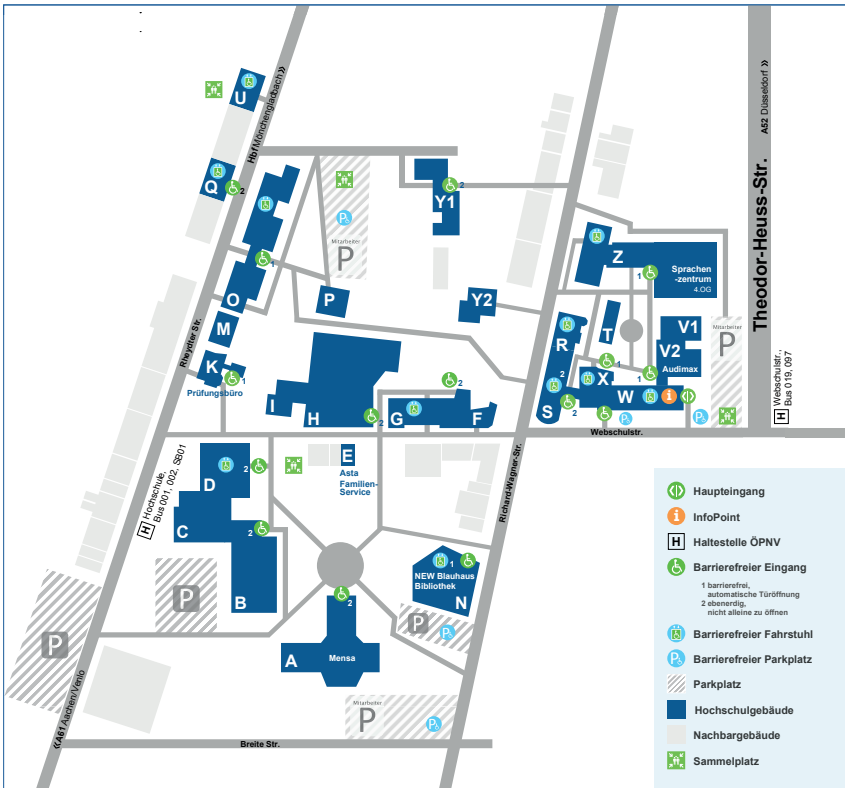 U
Hbf Mönchengladbach »
A52 Düsseldorf »
Theodor-Heuss-Str.
Q
2
Y1
2
Mitarbeiter
P
Z
1
Sprachen
-zentrum
4.OG
1
O
P
Y2
M
Rheydter Str.
K
1
Prüfungsbüro
T
R
V1
V2
Audimax
Mitarbeiter
P
1
1
2
X
S
2
W
I
H
2
G
2
F
Webschulstr.
H
Webschulstr.,
Bus 019, 097
H
Hochschule,
Bus 001, 002, SB01
D
2
E
Asta
Familien-
Service
Richard-Wagner-Str.
C
2
B
P
P
1
NEW Blauhaus
Bibliothek
N
P
2
A
Mensa
Mitarbeiter
P
«A61 Aachen/Venlo
Breite Str.
Haupteingang
i InfoPoint
H Haltestelle ÖPNV
Barrierefreier Eingang
1 barrierefrei,
automatische Türöffnung
2 ebenerdig,
nicht alleine zu öffnen
Barrierefreier Fahrstuhl
Barrierefreier Parkplatz
Parkplatz
Hochschulgebäude
Nachbargebäude
Sammelplatz